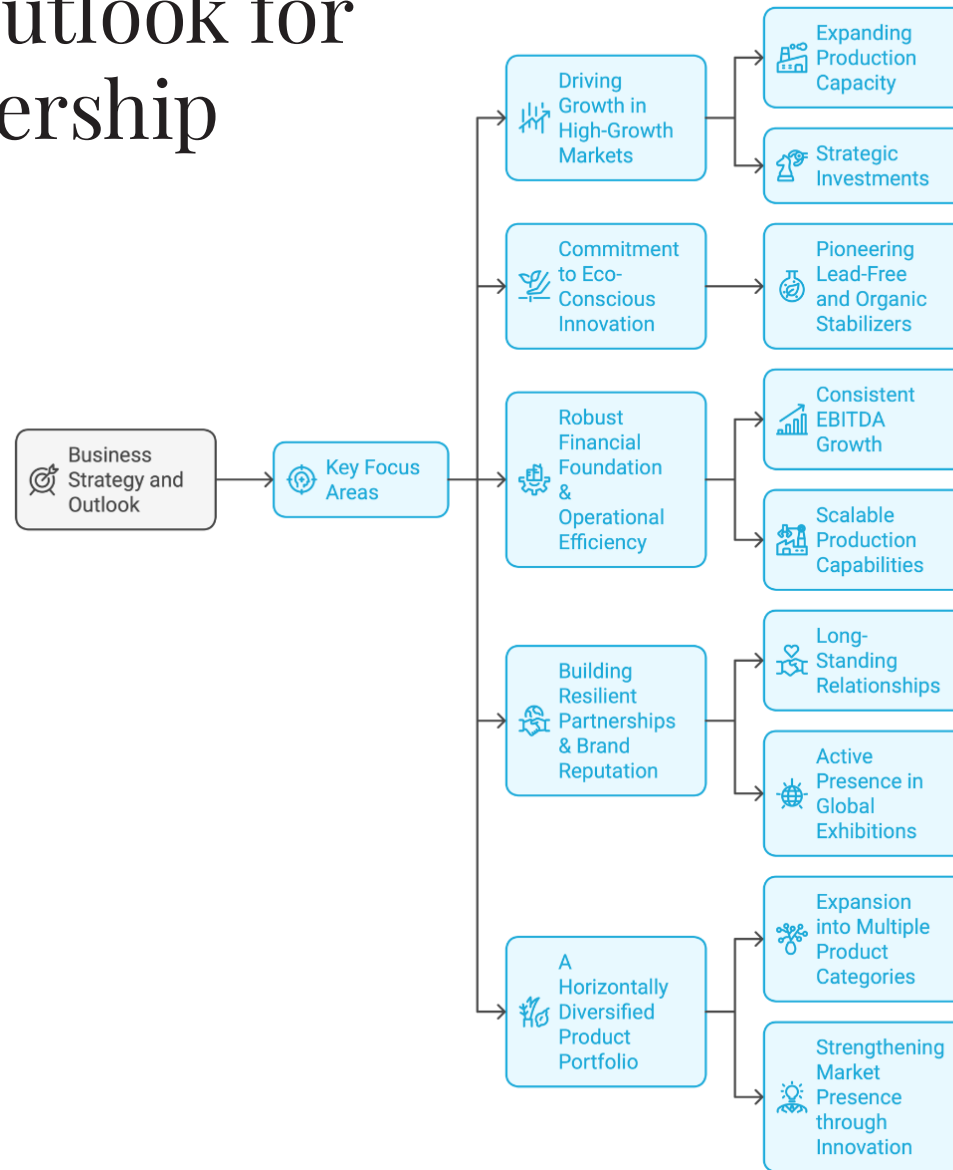 utlook for
ership
Business
Strategy and
Outlook
Key Focus
Areas
Driving
Growth in
High-Growth
Markets
Expanding
Production
Capacity
Strategic
Investments
Commitment
to Eco-
Conscious
Innovation
Pioneering
Lead-Free
and Organic
Stabilizers
Robust
Financial
Foundation
&
Operational
Efficiency
Consistent
EBITDA
Growth
Scalable
Production
Capabilities
Building
Resilient
Partnerships
& Brand
Reputation
Long-
Standing
Relationships
Active
Presence in
Global
Exhibitions
A
Horizontally
Diversified
Product
Portfolio
Expansion
into Multiple
Product
Categories
Strengthening
Market
Presence
through
Innovation